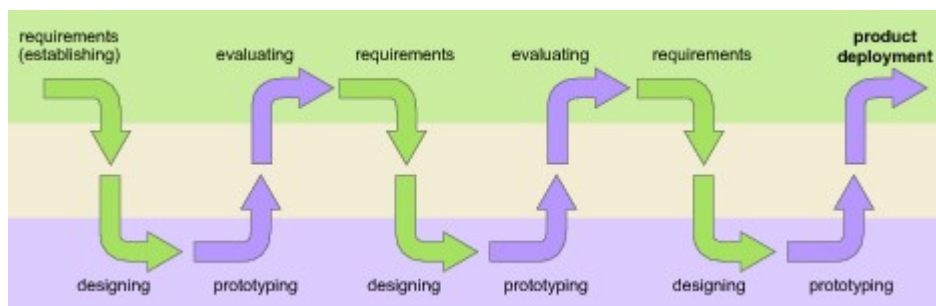 requirements
(establishing)
evaluating
requirements
evaluating
requirements
product
deployment
designing
prototyping
designing
prototyping
designing
prototyping